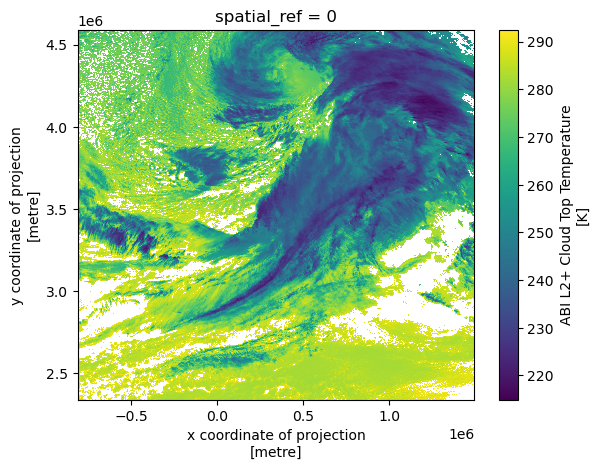 spatial_ref = 0
1e6
4.5
4.0
3.5
3.0
2.5
y coordinate of projection
[metre]
−0.5
0.0
0.5
1.0
1e6
x coordinate of projection
[metre]
290
280
270
260
250
240
230
220
ABI L2+ Cloud Top Temperature
[K]